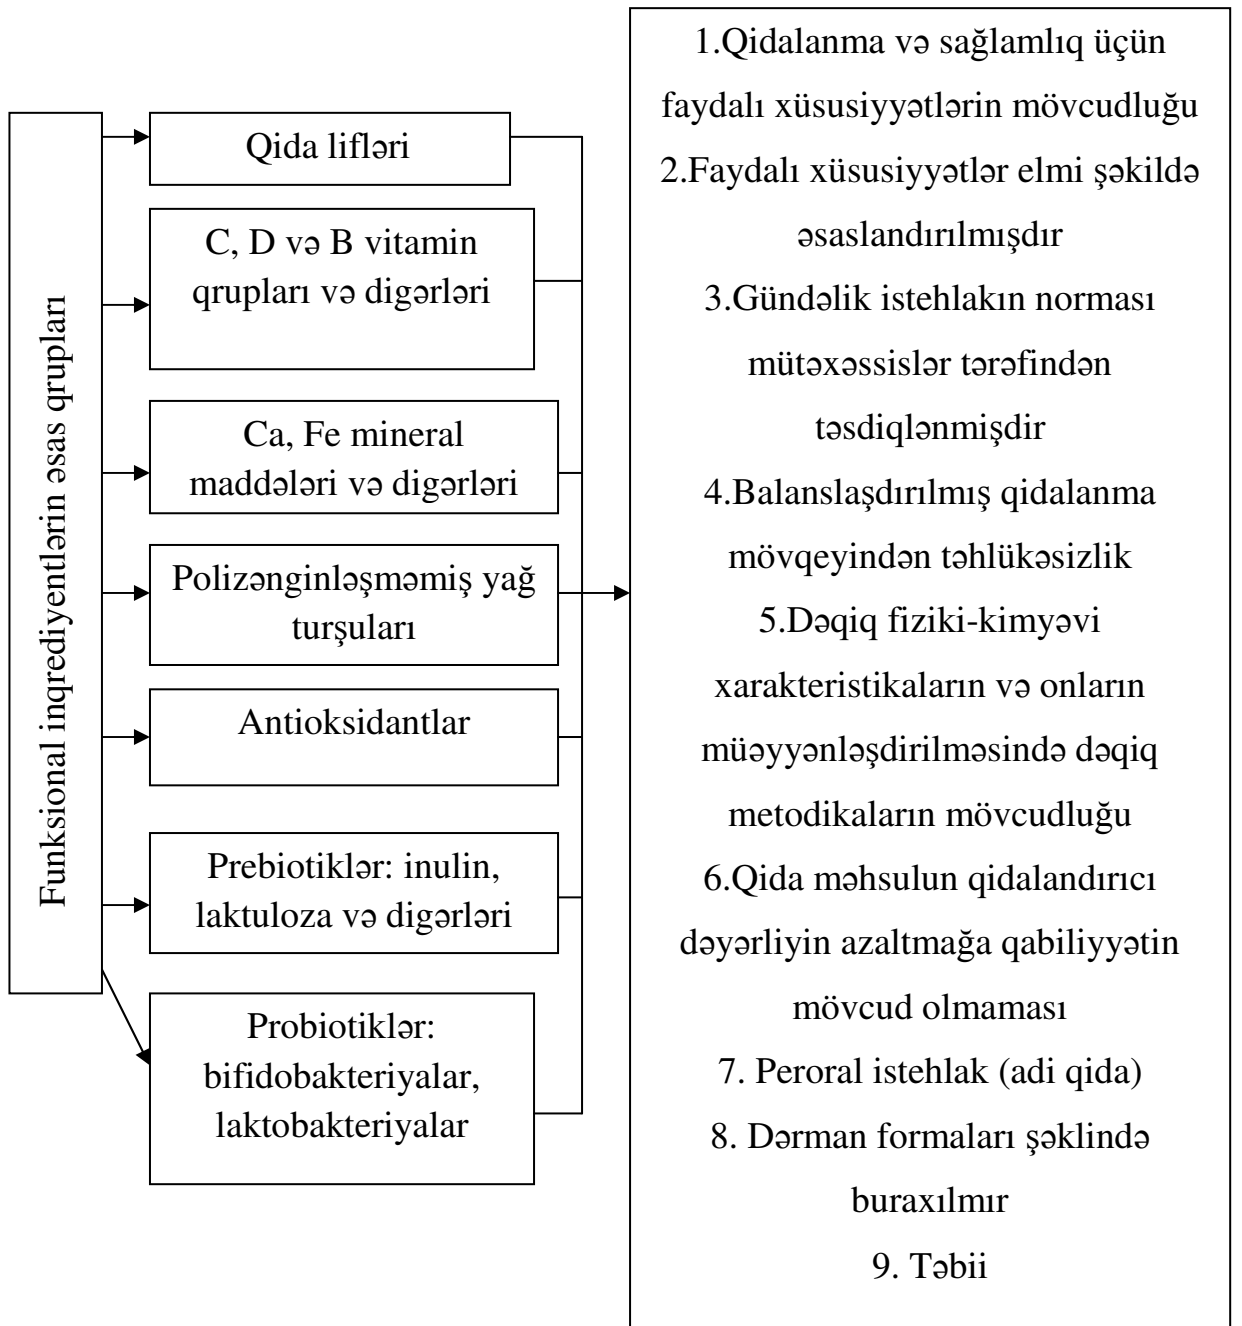 Funksional inqrediyentlərin əsas qrupları
Qida lifləri
C, D və B vitamin
qrupları və digərləri
Ca, Fe mineral
maddələri və digərləri
Polizənginləşməmiş yağ
turşuları
Antioksidantlar
Prebiotiklər: inulin,
laktuloza və digərləri
Probiotiklər:
bifidobakteriyalar,
laktobakteriyalar
1.Qidalanma və sağlamlıq üçün
faydalı xüsusiyyətlərin mövcudluğu
2.Faydalı xüsusiyyətlər elmi şəkildə
əsaslandırılmışdır
3.Gündəlik istehlakın norması
mütəxəssislər tərəfindən
təsdiqlənmişdir
4.Balanslaşdırılmış qidalanma
mövqeyindən təhlükəsizlik
5.Dəqiq fiziki-kimyəvi
xarakteristikaların və onların
müəyyənləşdirilməsində dəqiq
metodikaların mövcudluğu
6.Qida məhsulun qidalandırıcı
dəyərliyin azaltmağa qabiliyyətin
mövcud olmaması
7. Peroral istehlak (adi qida)
8. Dərman formaları şəklində
buraxılmır
9. Təbii